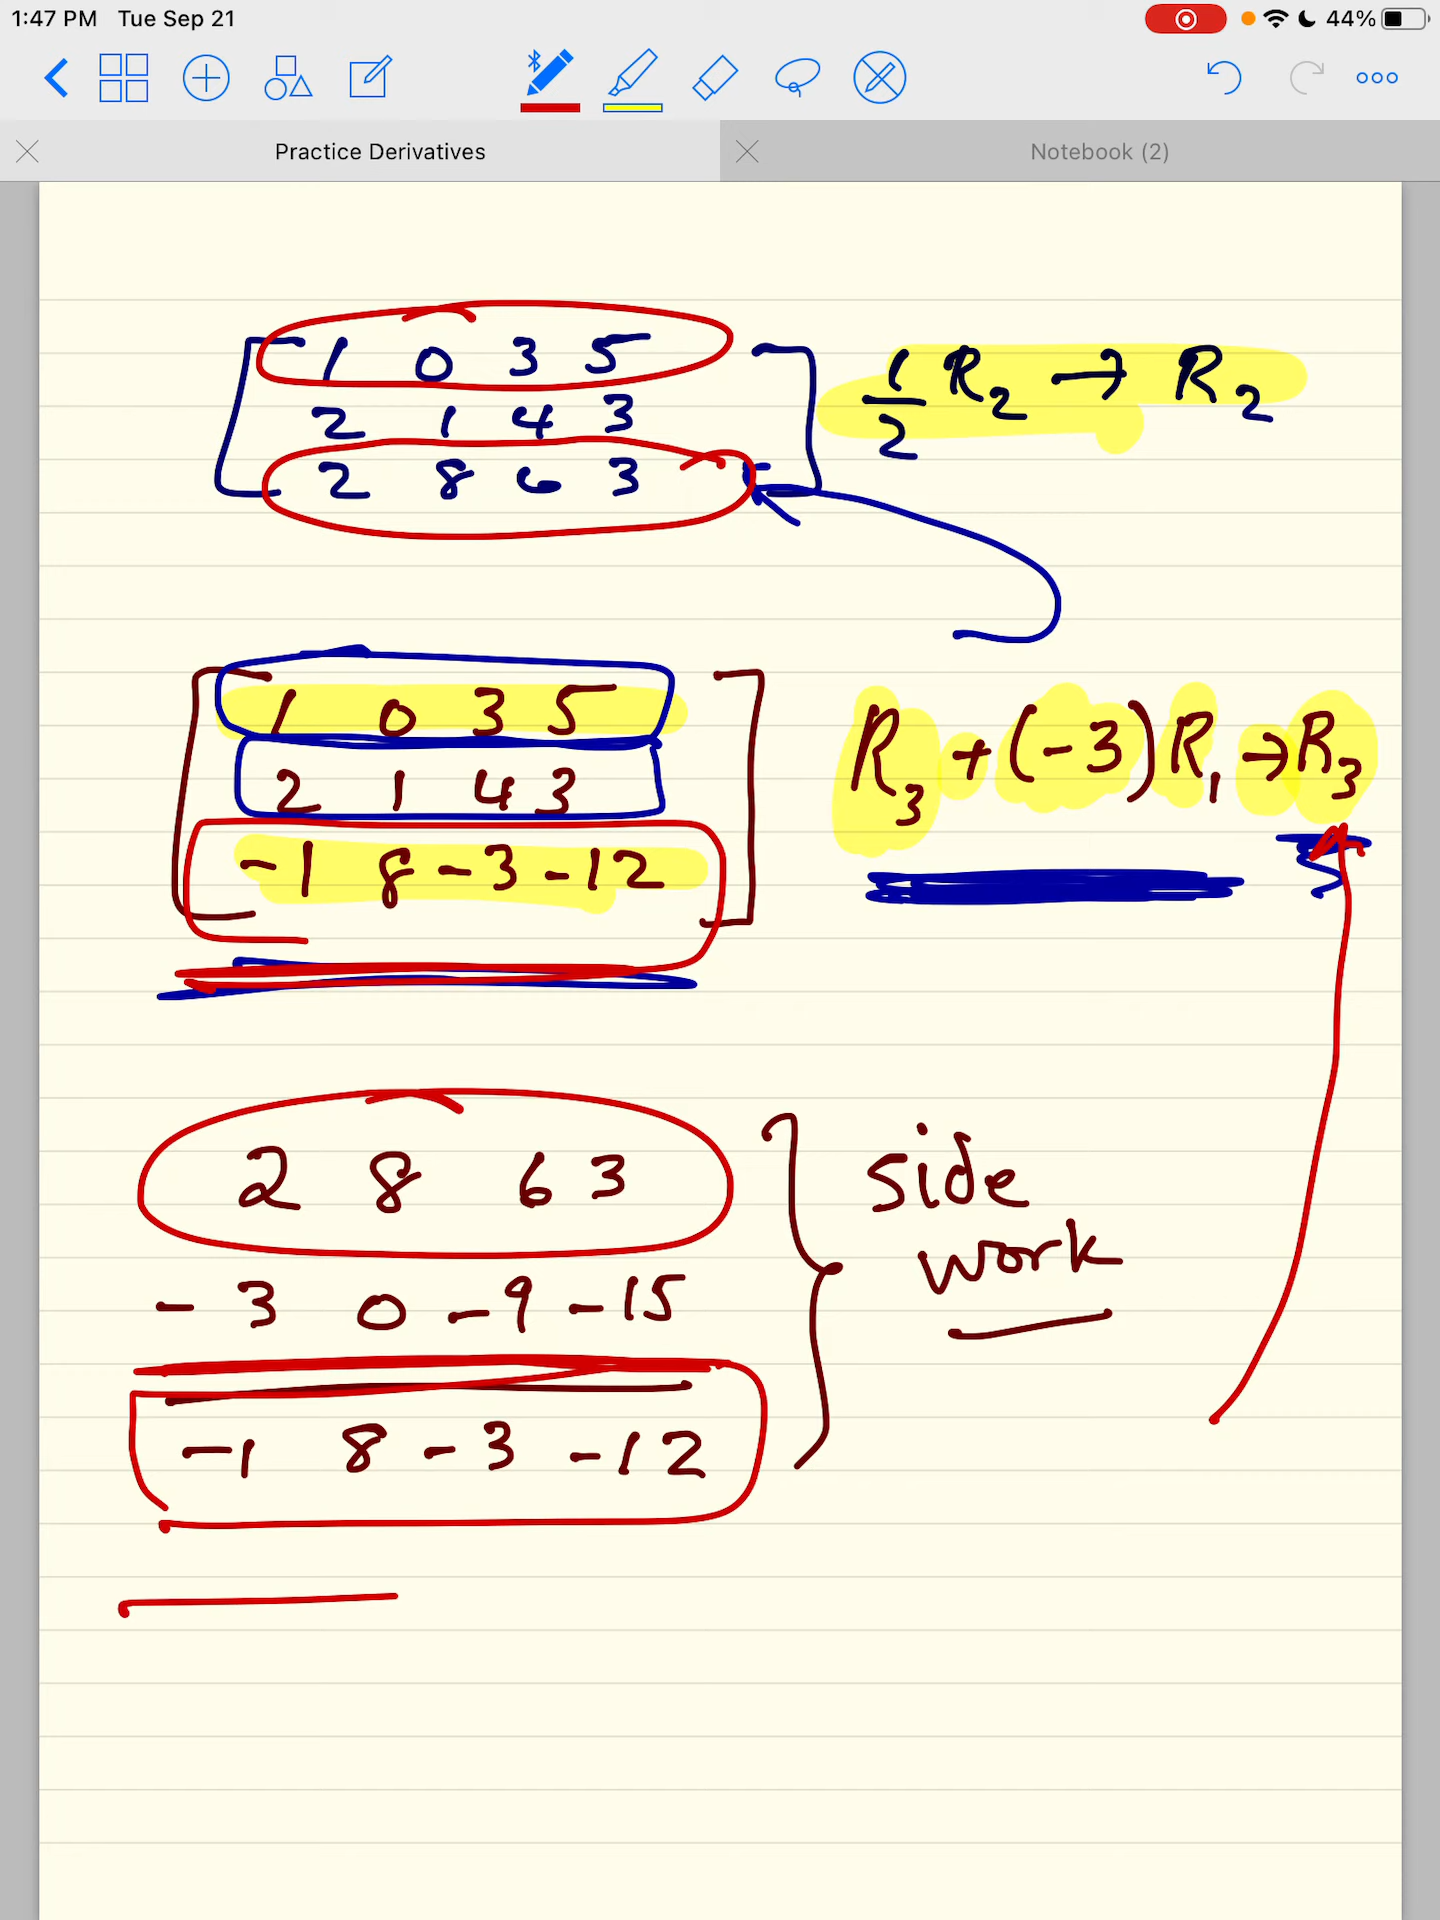 1:47 PM Tue Sep 21 44%
Practice Derivatives Notebook (2)
1 0 3 5
2 1 4 3
2 8 6 3
1/2 R₂ → R₂
1 0 3 5
2 1 4 3
-1 8 -3 -12
R₃ + (-3) R₁ → R₃
2 8 6 3
-3 0 -9 -15
-1 8 -3 -12
side
work